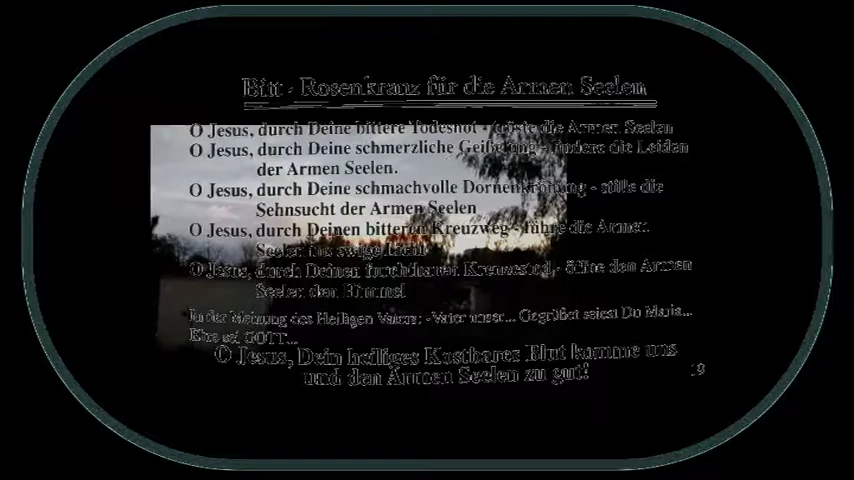 Bitt - Rosenkranz für die Armen Seelen
O Jesus, durch Deine bittere Todesnot - tröste die Armen Seelen
O Jesus, durch Deine schmerzliche Geißelung - lindere die Leiden
der Armen Seelen.
O Jesus, durch Deine schmachvolle Dornenkrönung - stille die
Sehnsucht der Armen Seelen
O Jesus, durch Deinen bitteren Kreuzweg - führe die Armen
Seelen ins ewige Licht
O Jesus, durch Deinen furchtbaren Kreuzestod - öffne den Armen
Seelen den Himmel
In der Meinung des Heiligen Vaters: -Vater unser... Gegrüßet seiest Du Maria...
Ehre sei GOTT...
O Jesus, Dein heiliges Kostbares Blut komme uns
und den Armen Seelen zu gut!
19